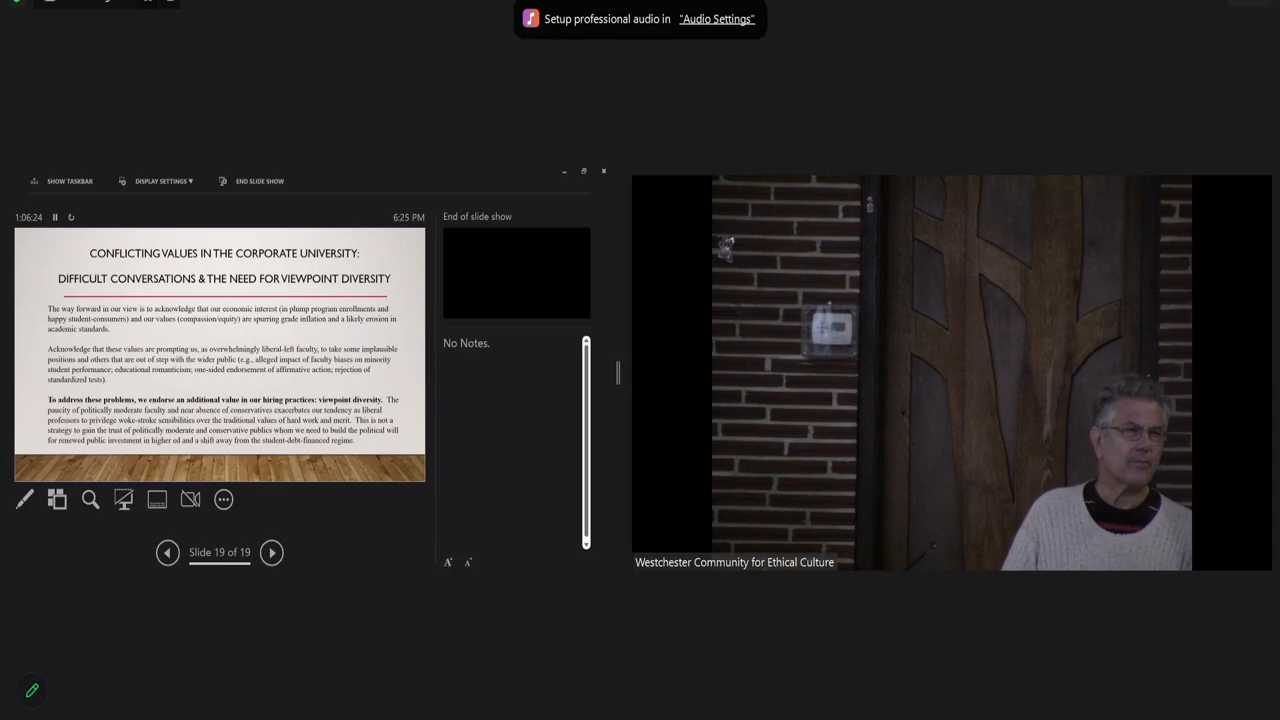 Setup professional audio in "Audio Settings"
SHOW TASKBAR
DISPLAY SETTINGS ▾
END SLIDE SHOW
1:06:24
6:25 PM
End of slide show
CONFLICTING VALUES IN THE CORPORATE UNIVERSITY:
DIFFICULT CONVERSATIONS & THE NEED FOR VIEWPOINT DIVERSITY
The way forward in our view is to acknowledge that our economic interest (in plump program enrollments and
happy student-consumers) and our values (compassion/equity) are spurring grade inflation and a likely erosion in
academic standards.
Acknowledge that these values are prompting us, as overwhelmingly liberal-left faculty, to take some implausible
positions and others that are out of step with the wider public (e.g., alleged impact of faculty biases on minority
student performance; educational romanticism; one-sided endorsement of affirmative action; rejection of
standardized tests).
To address these problems, we endorse an additional value in our hiring practices: viewpoint diversity. The
paucity of politically moderate faculty and near absence of conservatives exacerbates our tendency as liberal
professors to privilege woke-stroke sensibilities over the traditional values of hard work and merit. This is not a
strategy to gain the trust of politically moderate and conservative publics whom we need to build the political will
for renewed public investment in higher ed and a shift away from the student-debt-financed regime.
No Notes.
Slide 19 of 19
A A
Westchester Community for Ethical Culture